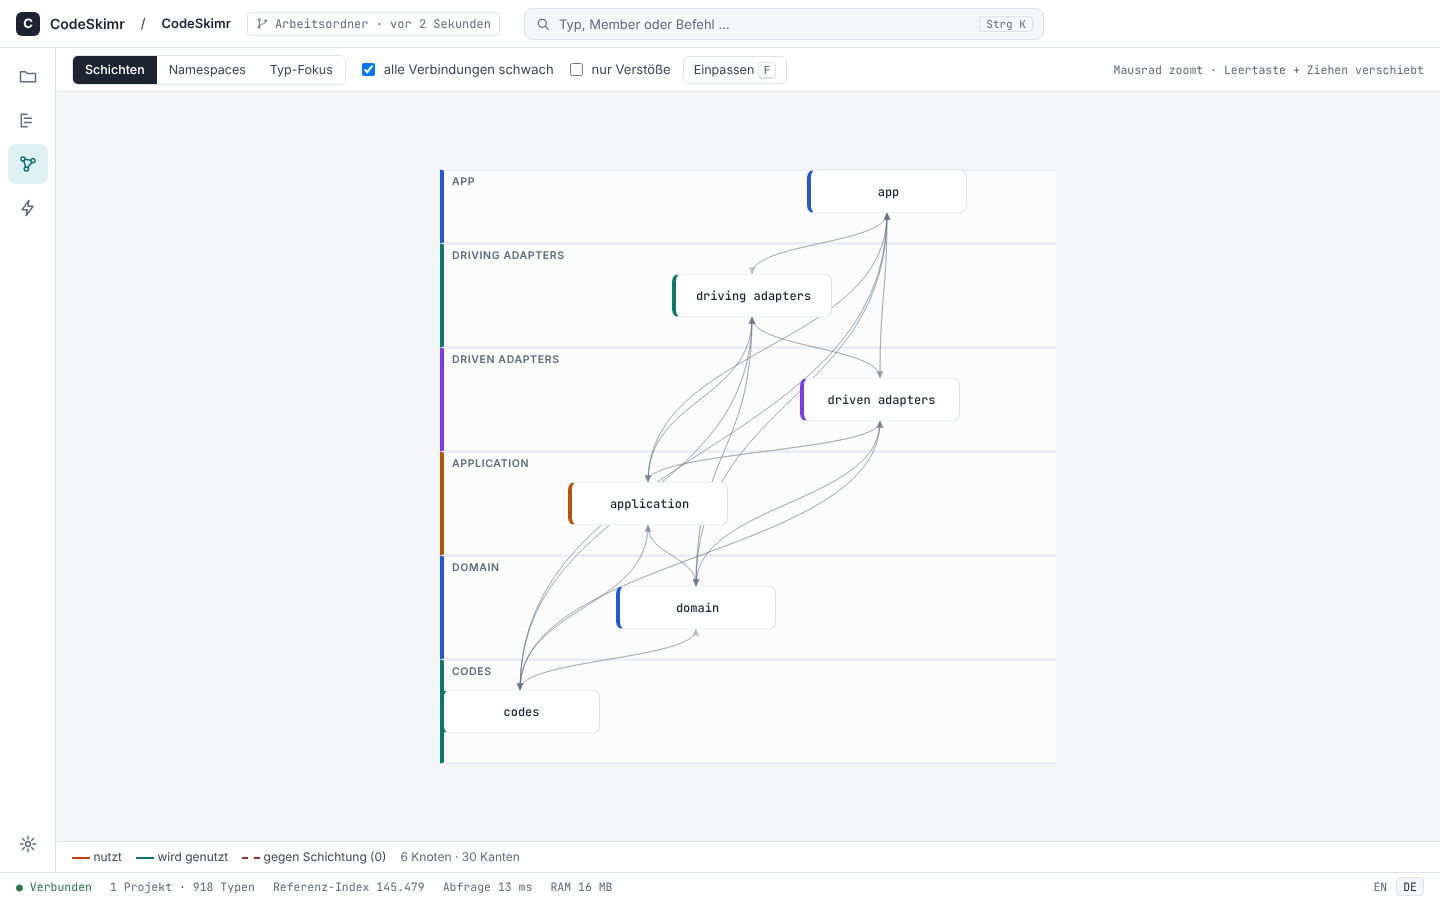 C CodeSkimr / CodeSkimr Arbeitsordner · vor 2 Sekunden Typ, Member oder Befehl ... Strg K
Schichten Namespaces Typ-Fokus alle Verbindungen schwach nur Verstöße Einpassen F Mausrad zoomt · Leertaste + Ziehen verschiebt
APP
app
DRIVING ADAPTERS
driving adapters
DRIVEN ADAPTERS
driven adapters
APPLICATION
application
DOMAIN
domain
CODES
codes
nutzt wird genutzt gegen Schichtung (0) 6 Knoten · 30 Kanten
Verbunden 1 Projekt · 918 Typen Referenz-Index 145.479 Abfrage 13 ms RAM 16 MB EN DE